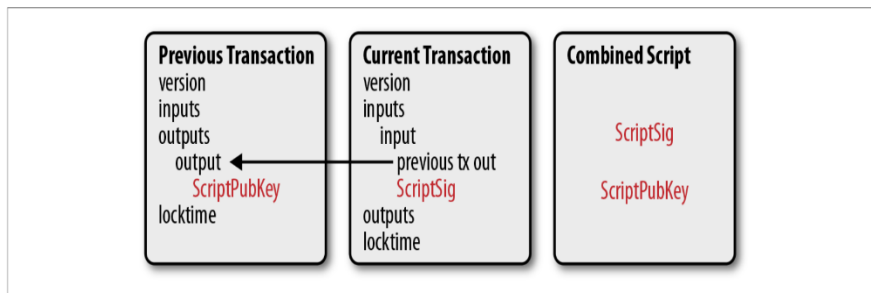 Previous Transaction
version
inputs
outputs
output
ScriptPubKey
locktime
Current Transaction
version
inputs
input
previous tx out
ScriptSig
outputs
locktime
Combined Script
ScriptSig
ScriptPubKey